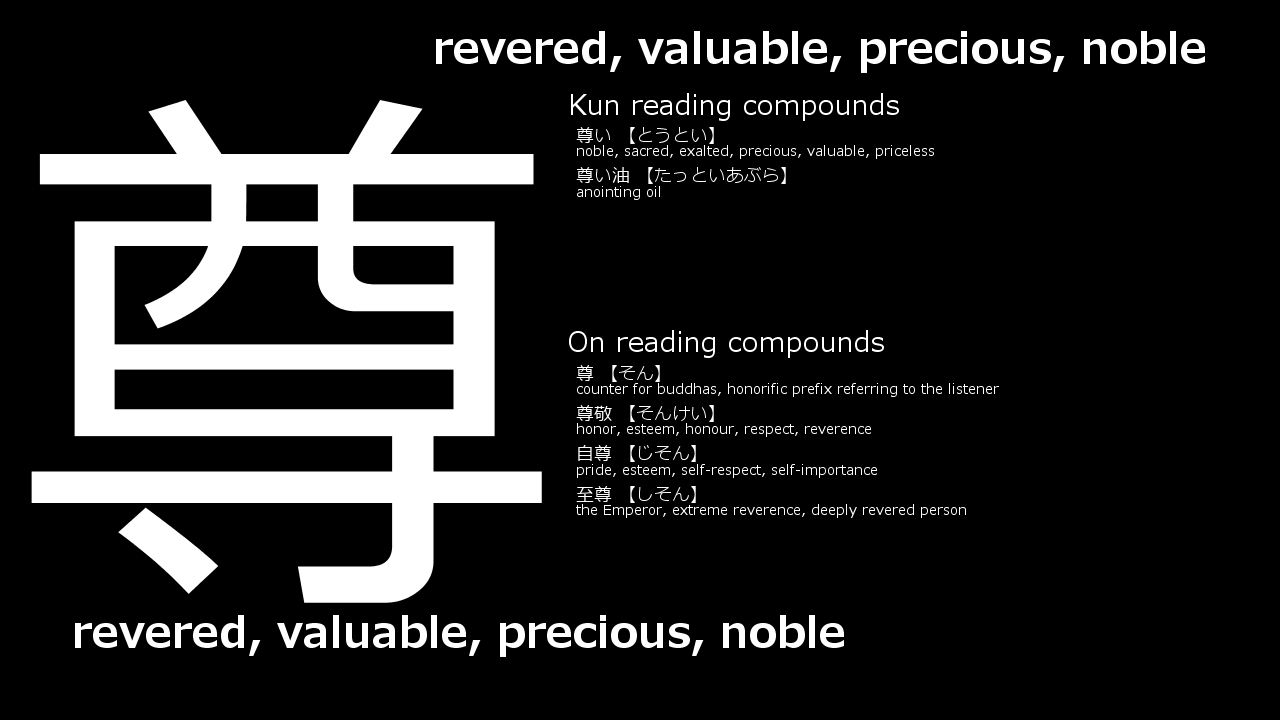 revered, valuable, precious, noble
尊
Kun reading compounds
尊い 【とうとい】
noble, sacred, exalted, precious, valuable, priceless
尊い油 【たっといあぶら】
anointing oil
On reading compounds
尊 【そん】
counter for buddhas, honorific prefix referring to the listener
尊敬 【そんけい】
honor, esteem, honour, respect, reverence
自尊 【じそん】
pride, esteem, self-respect, self-importance
至尊 【しそん】
the Emperor, extreme reverence, deeply revered person
revered, valuable, precious, noble